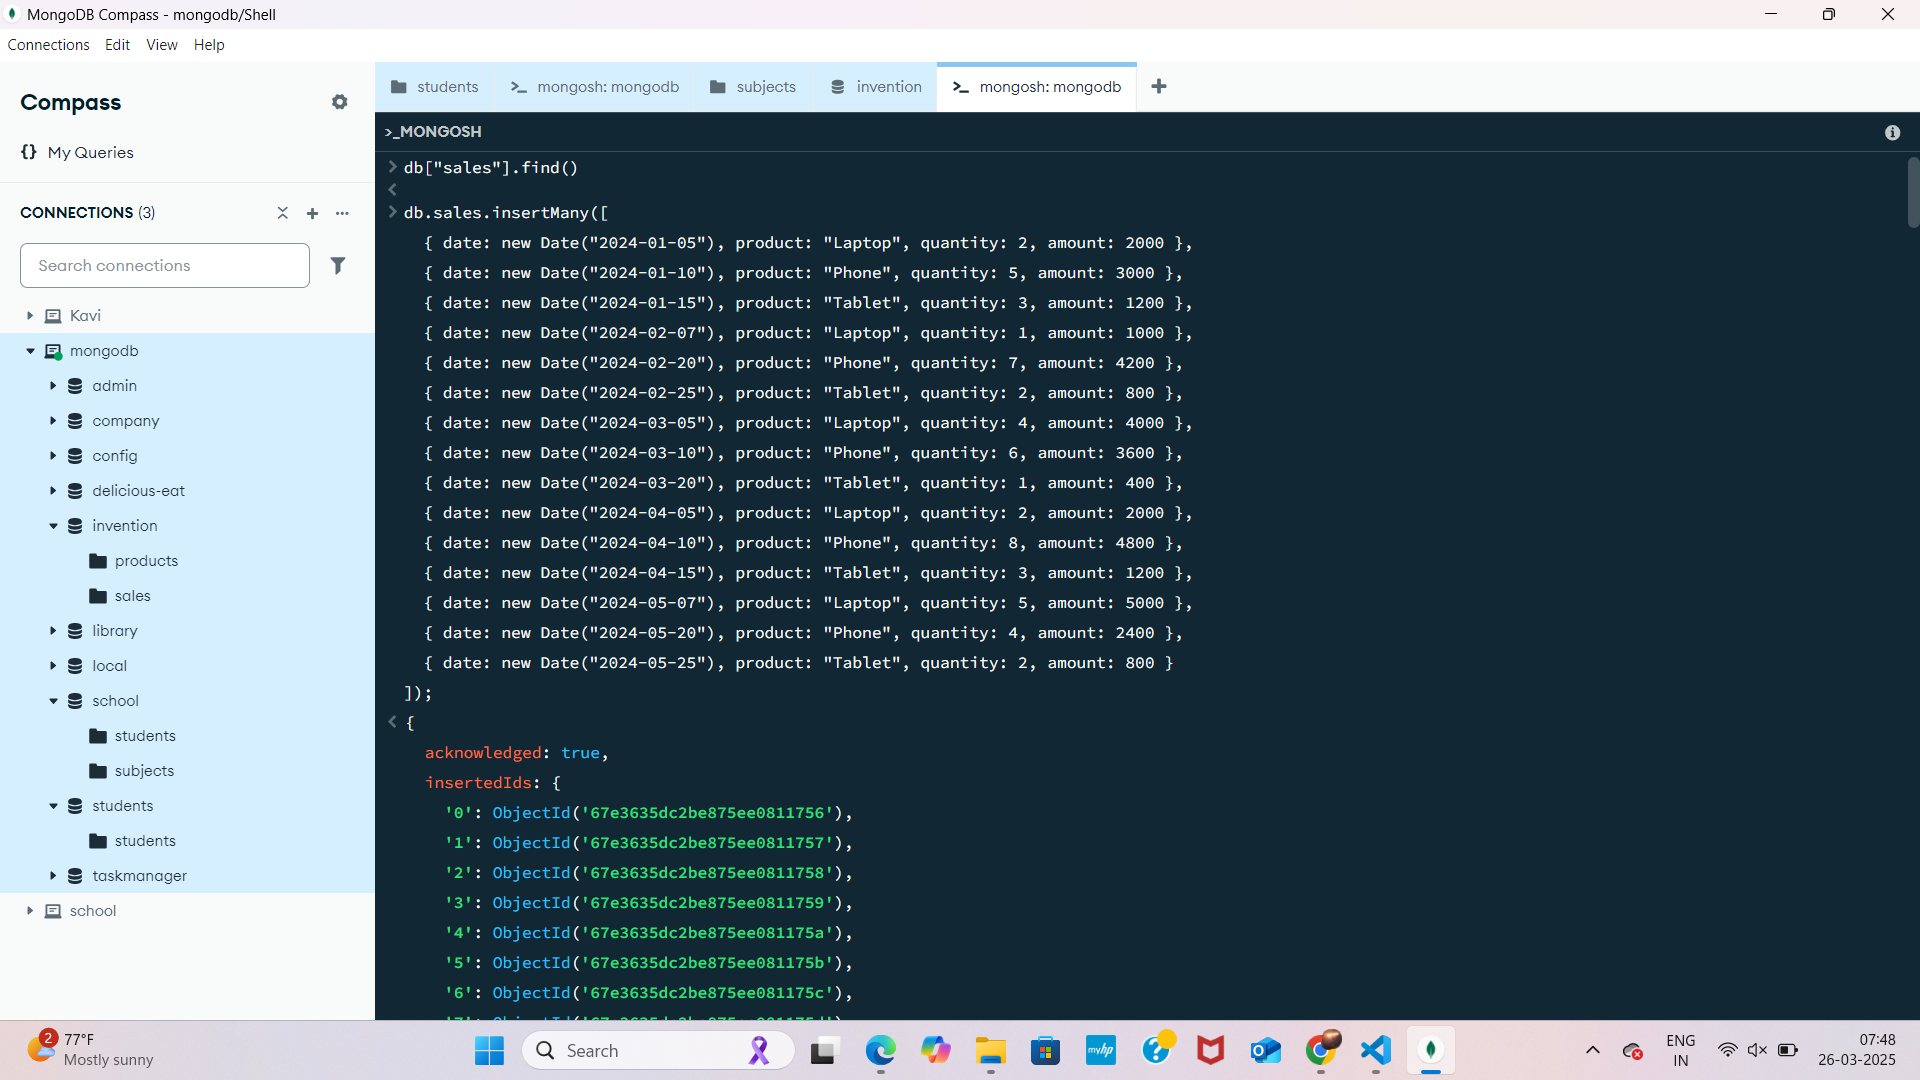 MongoDB Compass - mongodb/Shell
Connections Edit View Help
Compass
{} My Queries
CONNECTIONS (3)
Search connections
Kavi
mongodb
admin
company
config
delicious-eat
invention
products
sales
library
local
school
students
subjects
students
students
taskmanager
school
students >_ mongosh: mongodb subjects invention >_ mongosh: mongodb +
>_MONGOSH
> db["sales"].find()
<
> db.sales.insertMany([
{ date: new Date("2024-01-05"), product: "Laptop", quantity: 2, amount: 2000 },
{ date: new Date("2024-01-10"), product: "Phone", quantity: 5, amount: 3000 },
{ date: new Date("2024-01-15"), product: "Tablet", quantity: 3, amount: 1200 },
{ date: new Date("2024-02-07"), product: "Laptop", quantity: 1, amount: 1000 },
{ date: new Date("2024-02-20"), product: "Phone", quantity: 7, amount: 4200 },
{ date: new Date("2024-02-25"), product: "Tablet", quantity: 2, amount: 800 },
{ date: new Date("2024-03-05"), product: "Laptop", quantity: 4, amount: 4000 },
{ date: new Date("2024-03-10"), product: "Phone", quantity: 6, amount: 3600 },
{ date: new Date("2024-03-20"), product: "Tablet", quantity: 1, amount: 400 },
{ date: new Date("2024-04-05"), product: "Laptop", quantity: 2, amount: 2000 },
{ date: new Date("2024-04-10"), product: "Phone", quantity: 8, amount: 4800 },
{ date: new Date("2024-04-15"), product: "Tablet", quantity: 3, amount: 1200 },
{ date: new Date("2024-05-07"), product: "Laptop", quantity: 5, amount: 5000 },
{ date: new Date("2024-05-20"), product: "Phone", quantity: 4, amount: 2400 },
{ date: new Date("2024-05-25"), product: "Tablet", quantity: 2, amount: 800 }
]);
< {
acknowledged: true,
insertedIds: {
'0': ObjectId('67e3635dc2be875ee0811756'),
'1': ObjectId('67e3635dc2be875ee0811757'),
'2': ObjectId('67e3635dc2be875ee0811758'),
'3': ObjectId('67e3635dc2be875ee0811759'),
'4': ObjectId('67e3635dc2be875ee081175a'),
'5': ObjectId('67e3635dc2be875ee081175b'),
'6': ObjectId('67e3635dc2be875ee081175c'),
2
77°F
Mostly sunny
Search
myhp
ENG
IN
07:48
26-03-2025